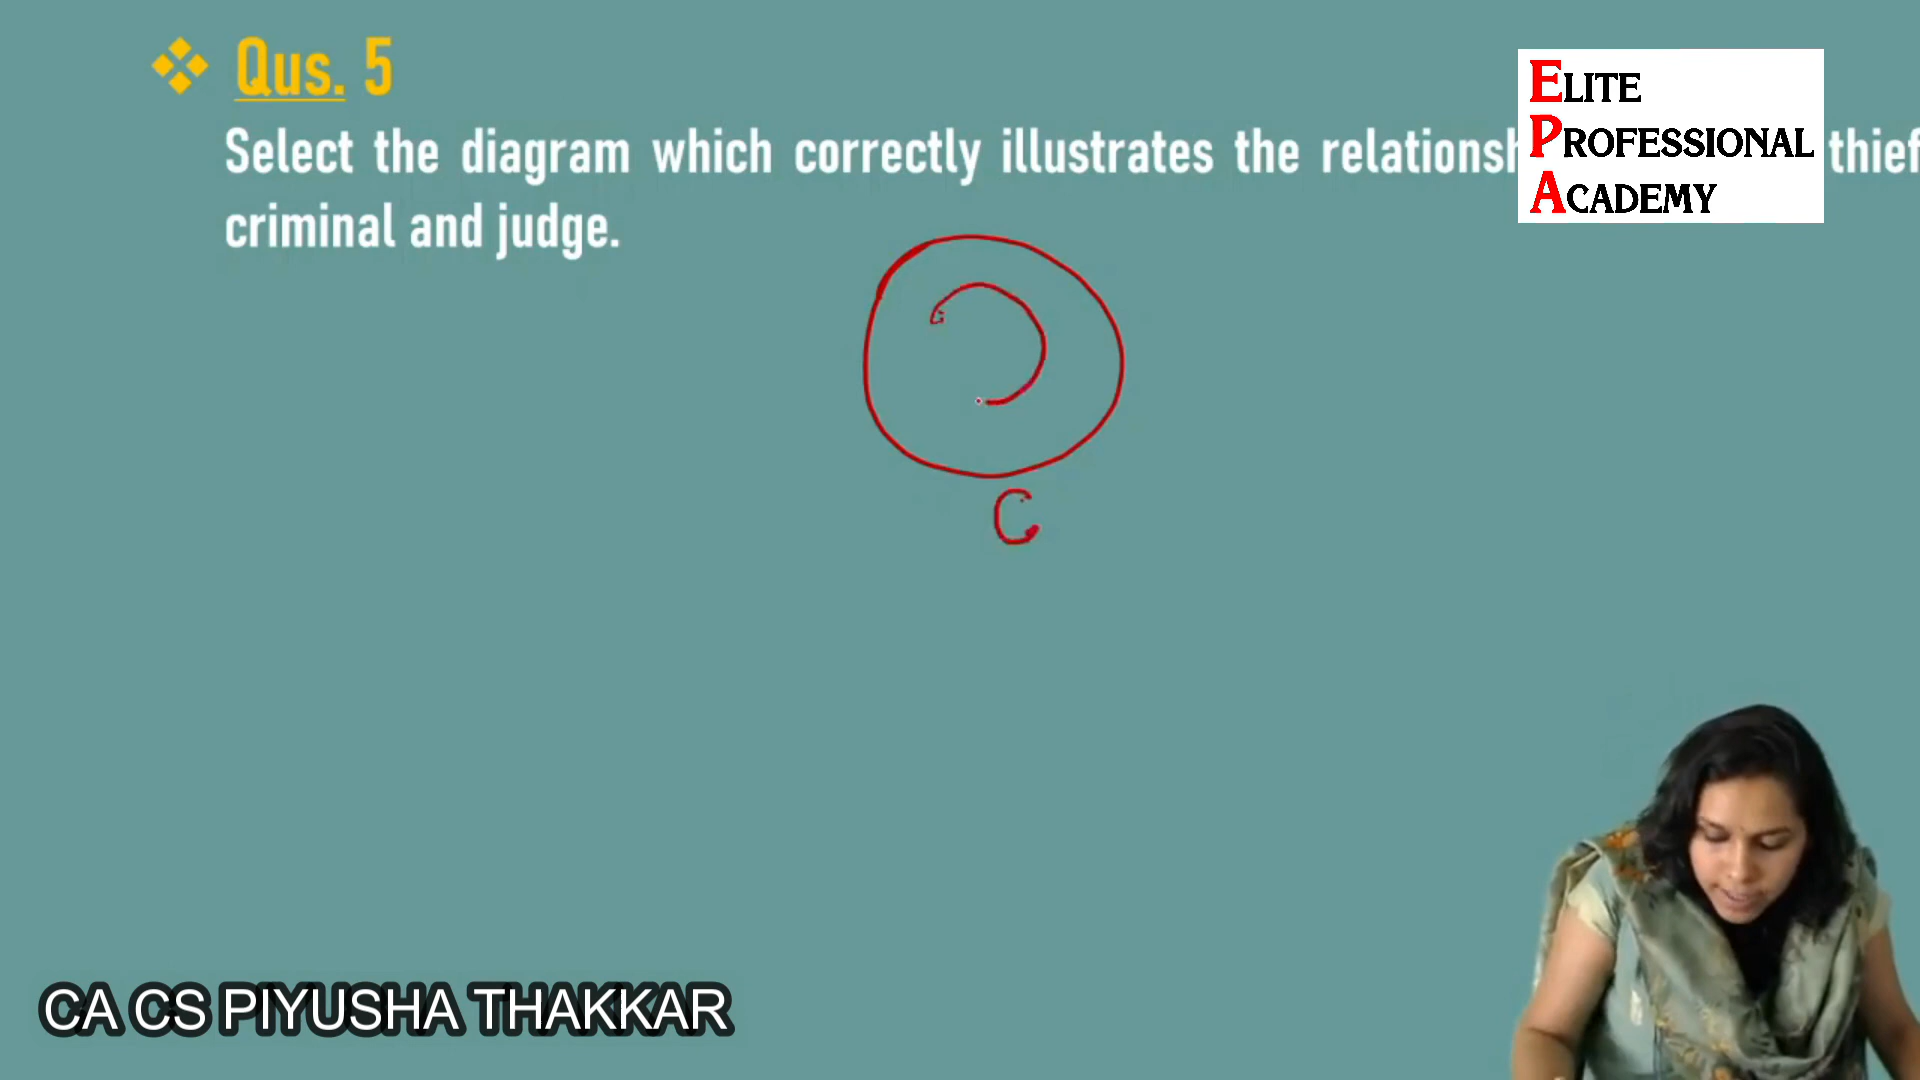 Qus. 5
Select the diagram which correctly illustrates the thief
criminal and judge.
ELITE
PROFESSIONAL
ACADEMY
C
CA CS PIYUSHA THAKKAR